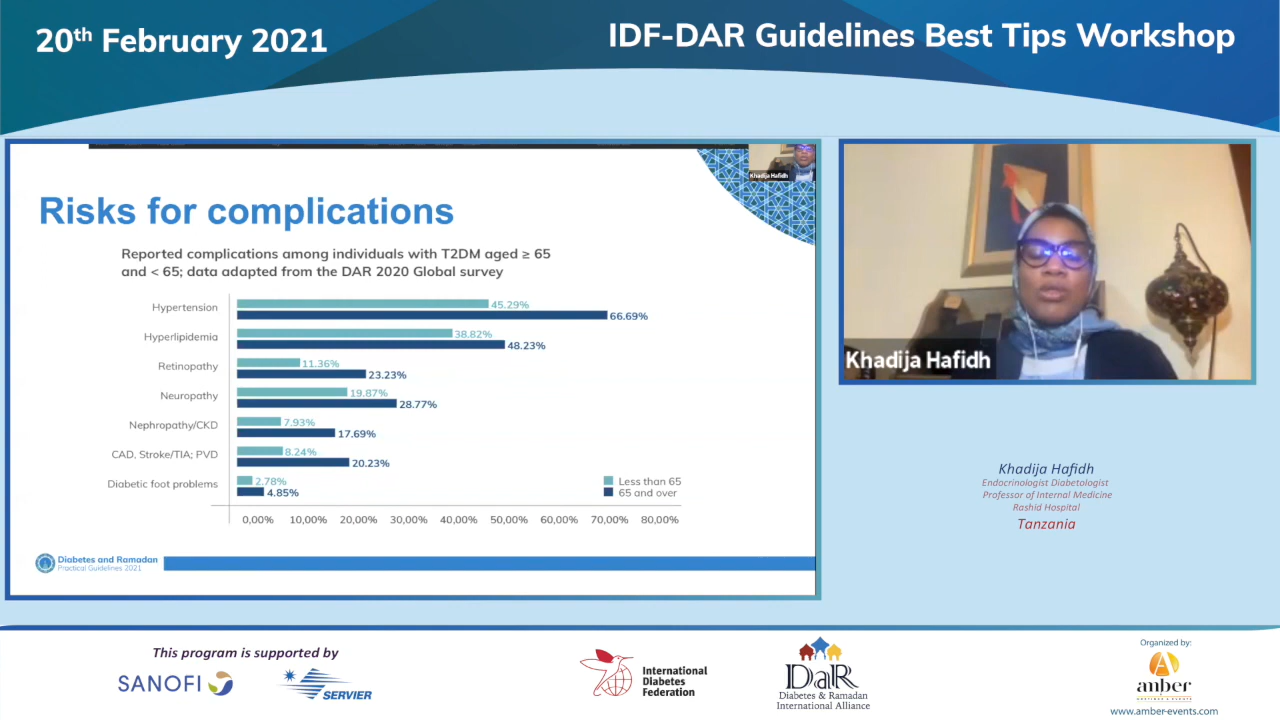 20th February 2021
IDF-DAR Guidelines Best Tips Workshop
Khadija Hafidh
Risks for complications
Reported complications among individuals with T2DM aged ≥ 65
and < 65; data adapted from the DAR 2020 Global survey
Hypertension
45.29%
66.69%
Hyperlipidemia
38.82%
48.23%
Retinopathy
11.36%
23.23%
Neuropathy
19.87%
28.77%
Nephropathy/CKD
7.93%
17.69%
CAD, Stroke/TIA; PVD
8.24%
20.23%
Diabetic foot problems
2.78%
4.85%
Less than 65
65 and over
0,00% 10,00% 20,00% 30,00% 40,00% 50,00% 60,00% 70,00% 80,00%
Diabetes and Ramadan
Practical Guidelines 2021
Khadija Hafidh
Khadija Hafidh
Endocrinologist Diabetologist
Professor of Internal Medicine
Rashid Hospital
Tanzania
This program is supported by
SANOFI
SERVIER
International
Diabetes
Federation
DaR
Diabetes & Ramadan
International Alliance
Organized by:
amber
www.amber-events.com